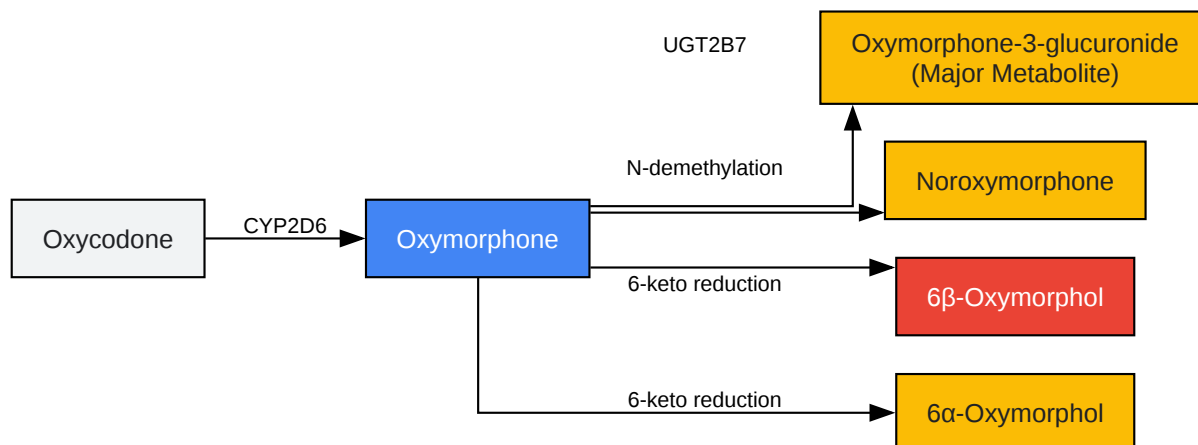 UGT2B7
Oxymorphone-3-glucuronide
(Major Metabolite)
N-demethylation
Noroxymorphone
Oxycodone
CYP2D6
Oxymorphone
6-keto reduction
6β-Oxymorphol
6-keto reduction
6α-Oxymorphol